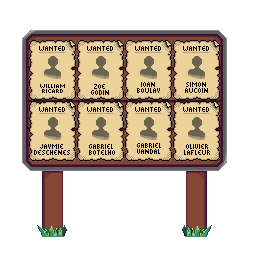 WANTED WANTED WANTED WANTED
WILLIAM RICARD
ZOE GODIN
IOAN BOULAY
SIMON AUCOIN
WANTED WANTED WANTED WANTED
JAYMIE DESCHENES
GABRIEL BOTELHO
GABRIEL VANDAL
OLIVIER LAFLEUR